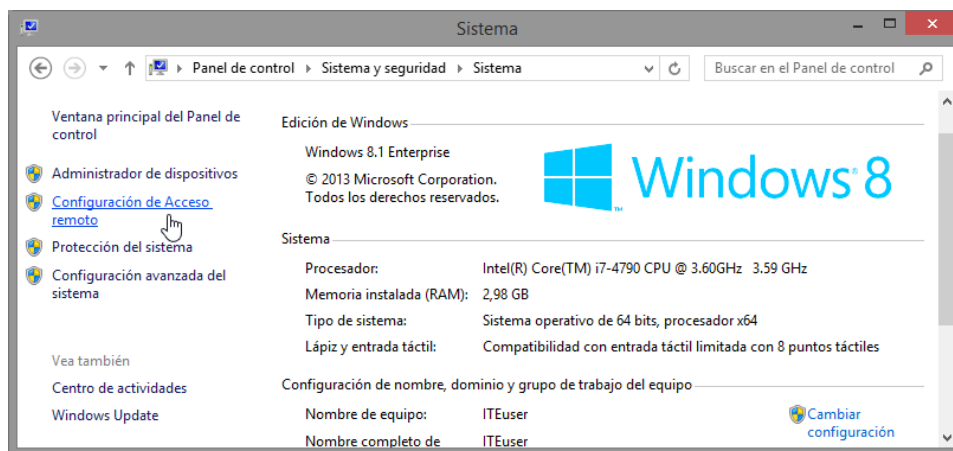 Sistema
Panel de control Sistema y seguridad Sistema
Buscar en el Panel de control
Ventana principal del Panel de
control
Administrador de dispositivos
Configuración de Acceso
remoto
Protección del sistema
Configuración avanzada del
sistema
Vea también
Centro de actividades
Windows Update
Edición de Windows
Windows 8.1 Enterprise
© 2013 Microsoft Corporation.
Todos los derechos reservados.
Windows 8
Sistema
Procesador: Intel(R) Core(TM) i7-4790 CPU @ 3.60GHz 3.59 GHz
Memoria instalada (RAM): 2,98 GB
Tipo de sistema: Sistema operativo de 64 bits, procesador x64
Lápiz y entrada táctil: Compatibilidad con entrada táctil limitada con 8 puntos táctiles
Configuración de nombre, dominio y grupo de trabajo del equipo
Nombre de equipo: ITEuser
Cambiar
configuración
Nombre completo de ITEuser